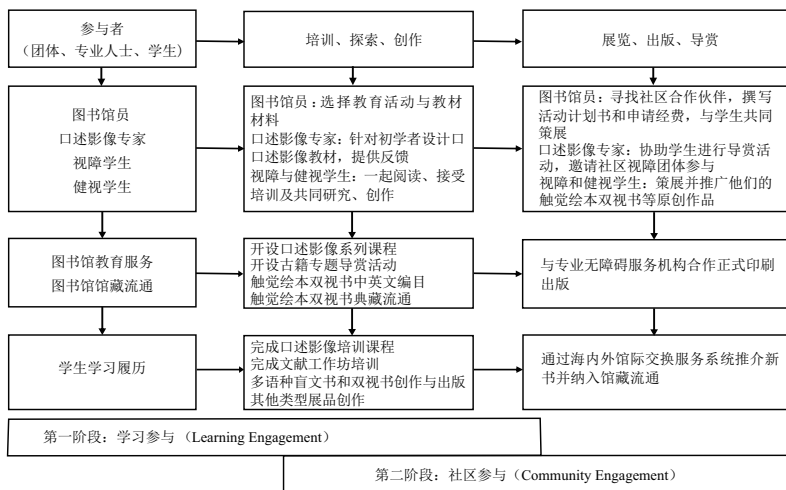 参与者
（团体、专业人士、学生)
培训、探索、创作
展览、出版、导赏
图书馆员
口述影像专家
视障学生
健视学生
图书馆员：选择教育活动与教材
材料
口述影像专家：针对初学者设计口
口述影像教材，提供反馈
视障与健视学生：一起阅读、接受
培训及共同研究、创作
图书馆员：寻找社区合作伙伴，撰写
活动计划书和申请经费，与学生共同
策展
口述影像专家：协助学生进行导赏活
动，邀请社区视障团体参与
视障和健视学生：策展并推广他们的
触觉绘本双视书等原创作品
图书馆教育服务
图书馆馆藏流通
开设口述影像系列课程
开设古籍专题导赏活动
触觉绘本双视书中英文编目
触觉绘本双视书典藏流通
与专业无障碍服务机构合作正式印刷
出版
学生学习履历
完成口述影像培训课程
完成文献工作坊培训
多语种盲文书和双视书创作与出版
其他类型展品创作
通过海内外馆际交换服务系统推介新
书并纳入馆藏流通
第一阶段：学习参与 （Learning Engagement）
第二阶段：社区参与（Community Engagement）